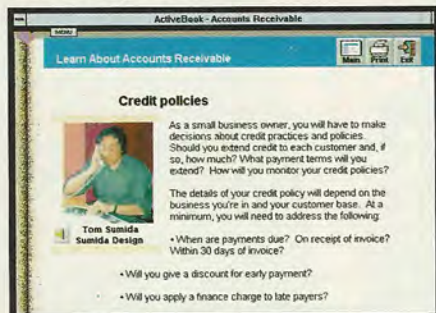 ActiveBook - Accounts Receivable
MENU
Learn About Accounts Receivable
Main
Print
Exit
Credit policies
As a small business owner, you will have to make
decisions about credit practices and policies.
Should you extend credit to each customer and, if
so, how much? What payment terms will you
extend? How will you monitor your credit policies?
The details of your credit policy will depend on the
business you're in and your customer base. At a
minimum, you will need to address the following:
• When are payments due? On receipt of invoice?
Within 30 days of invoice?
Tom Sumida
Sumida Design
• Will you give a discount for early payment?
• Will you apply a finance charge to late payers?